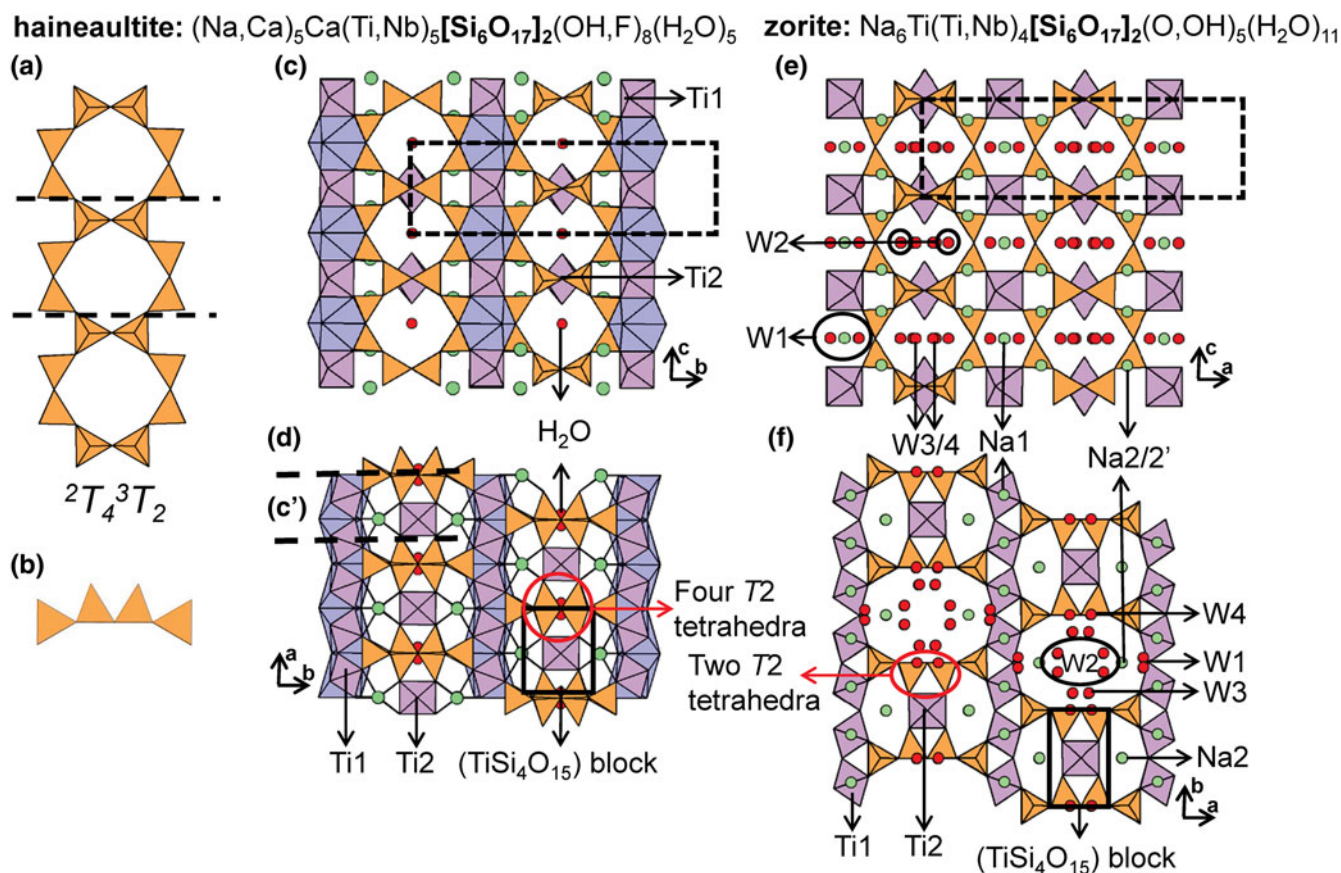 haineaultite: (Na,Ca)₅Ca(Ti,Nb)₅[Si₆O₁₇]₂(OH,F)₈(H₂O)₅
zorite: Na₆Ti(Ti,Nb)₄[Si₆O₁₇]₂(O,OH)₅(H₂O)₁₁
(a)
²T₄³T₂
(b)
(c)
Ti1
Ti2
c
b
H₂O
(d)
(c')
Four T2
tetrahedra
Two T2
tetrahedra
a
b
Ti1
Ti2
(TiSi₄O₁₅) block
(e)
W2
W1
c
a
W3/4
Na1
Na2/2'
(f)
W4
W2
W1
W3
Na2
b
a
Ti1
Ti2
(TiSi₄O₁₅) block